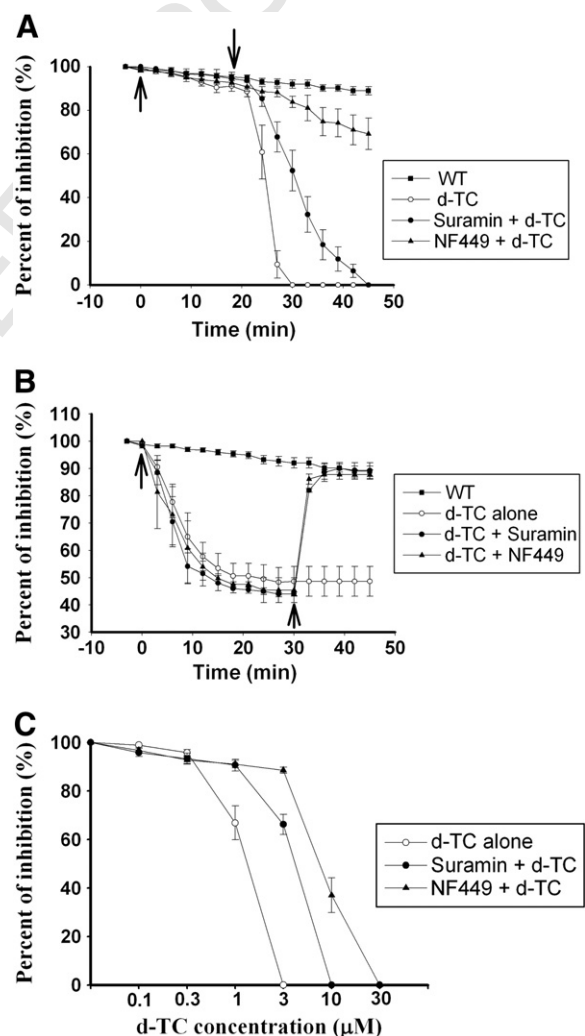 A
Percent of inhibition (%)
100
80
60
40
20
0
-10 0 10 20 30 40 50
Time (min)
WT
d-TC
Suramin + d-TC
NF449 + d-TC
B
Percent of inhibition (%)
110
100
90
80
70
60
50
40
30
-10 0 10 20 30 40 50
Time (min)
WT
d-TC alone
d-TC + Suramin
d-TC + NF449
C
Percent of inhibition (%)
100
80
60
40
20
0
0.1 0.3 1 3 10 30
d-TC concentration (µM)
d-TC alone
Suramin + d-TC
NF449 + d-TC